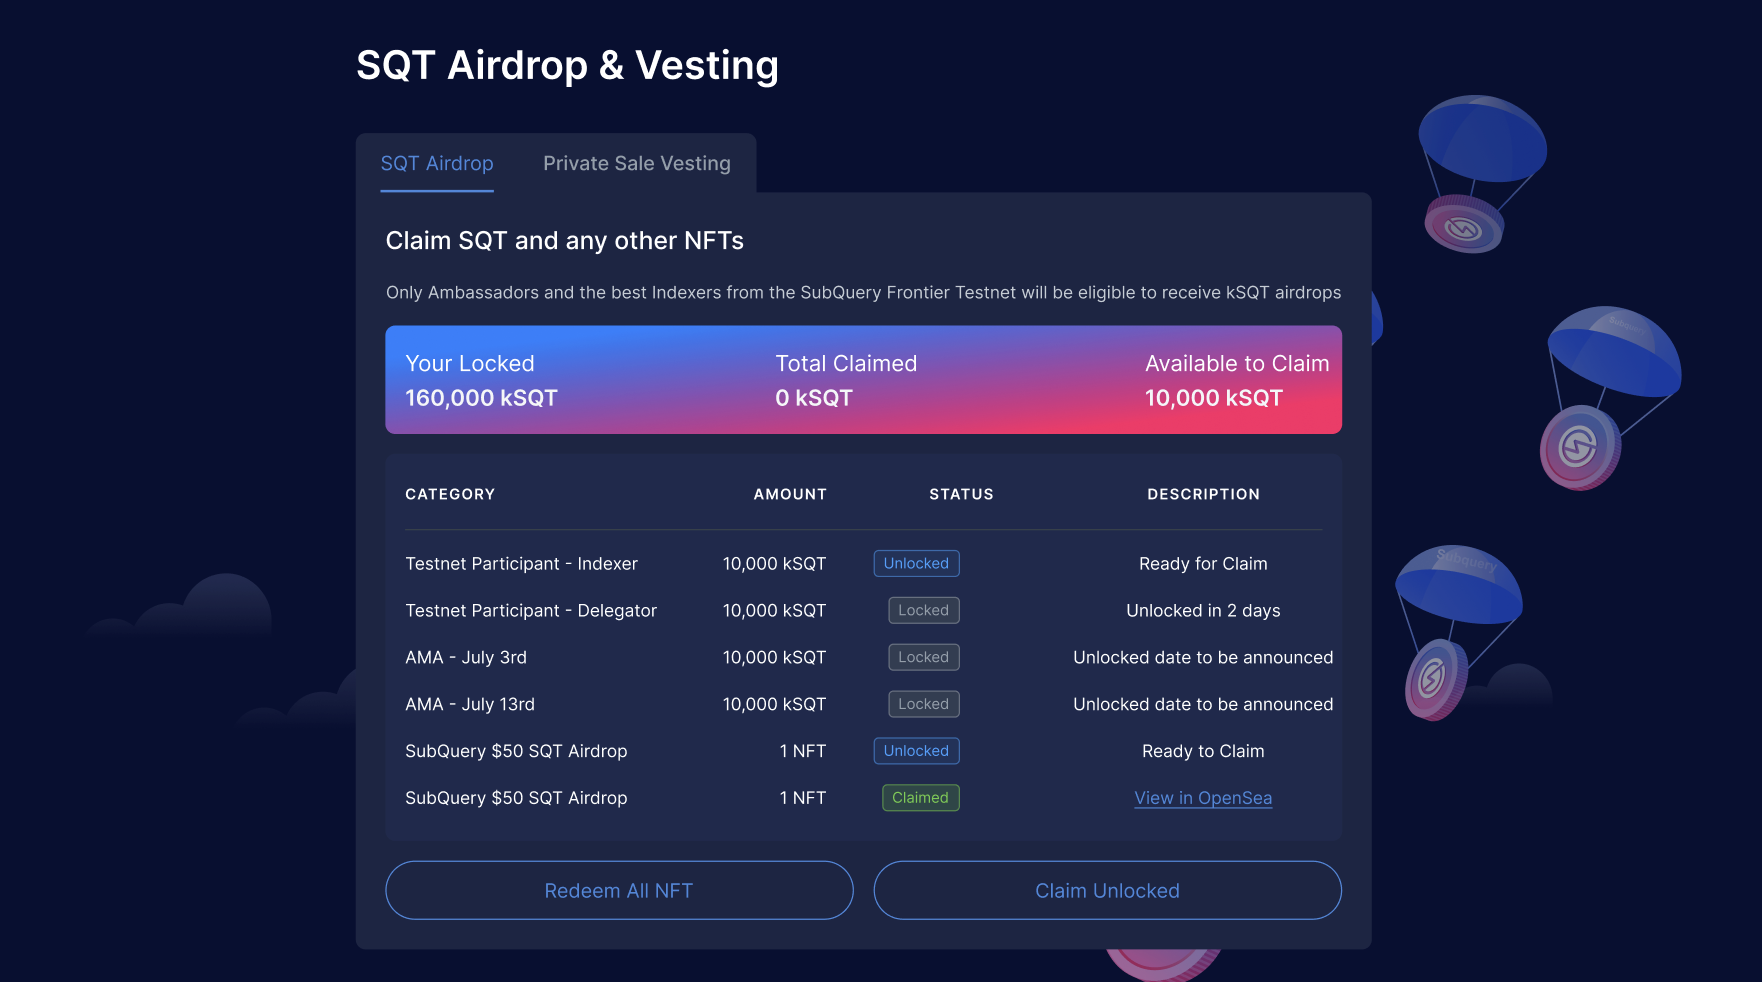 SQT Airdrop & Vesting
SQT Airdrop Private Sale Vesting
Claim SQT and any other NFTs
Only Ambassadors and the best Indexers from the SubQuery Frontier Testnet will be eligible to receive kSQT airdrops
Your Locked Total Claimed Available to Claim
160,000 kSQT 0 kSQT 10,000 kSQT
CATEGORY AMOUNT STATUS DESCRIPTION
Testnet Participant - Indexer 10,000 kSQT Unlocked Ready for Claim
Testnet Participant - Delegator 10,000 kSQT Locked Unlocked in 2 days
AMA - July 3rd 10,000 kSQT Locked Unlocked date to be announced
AMA - July 13rd 10,000 kSQT Locked Unlocked date to be announced
SubQuery $50 SQT Airdrop 1 NFT Unlocked Ready to Claim
SubQuery $50 SQT Airdrop 1 NFT Claimed View in OpenSea
Redeem All NFT Claim Unlocked
Subquery
Subquery